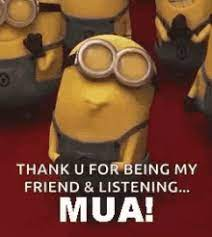 THANK U FOR BEING MY
FRIEND & LISTENING...
MUA!